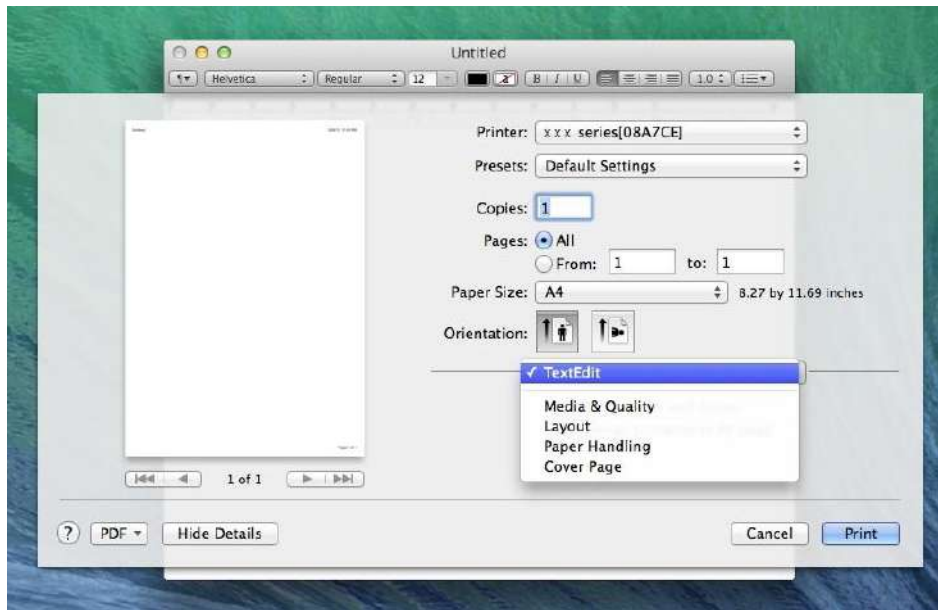 Untitled
Helvetica Regular 12 B I U 1.0
Printer: xxx series[08A7CE]
Presets: Default Settings
Copies: 1
Pages: All
From: 1 to: 1
Paper Size: A4 8.27 by 11.69 inches
Orientation:
✓ TextEdit
Media & Quality
Layout
Paper Handling
Cover Page
1 of 1
? PDF Hide Details Cancel Print